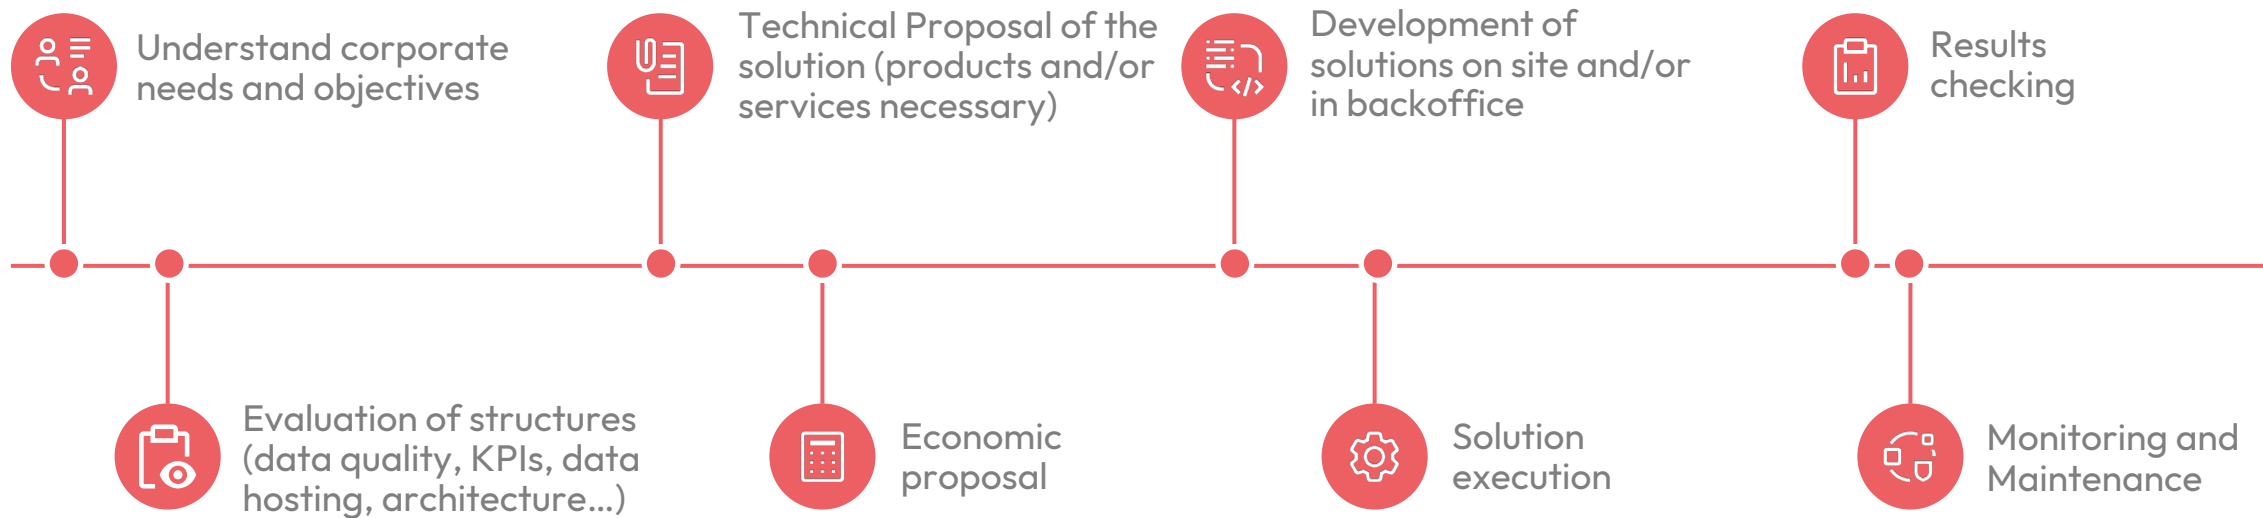 Understand corporate
needs and objectives
Evaluation of structures
(data quality, KPIs, data
hosting, architecture...)
Technical Proposal of the
solution (products and/or
services necessary)
Economic
proposal
Development of
solutions on site and/or
in backoffice
Solution
execution
Results
checking
Monitoring and
Maintenance